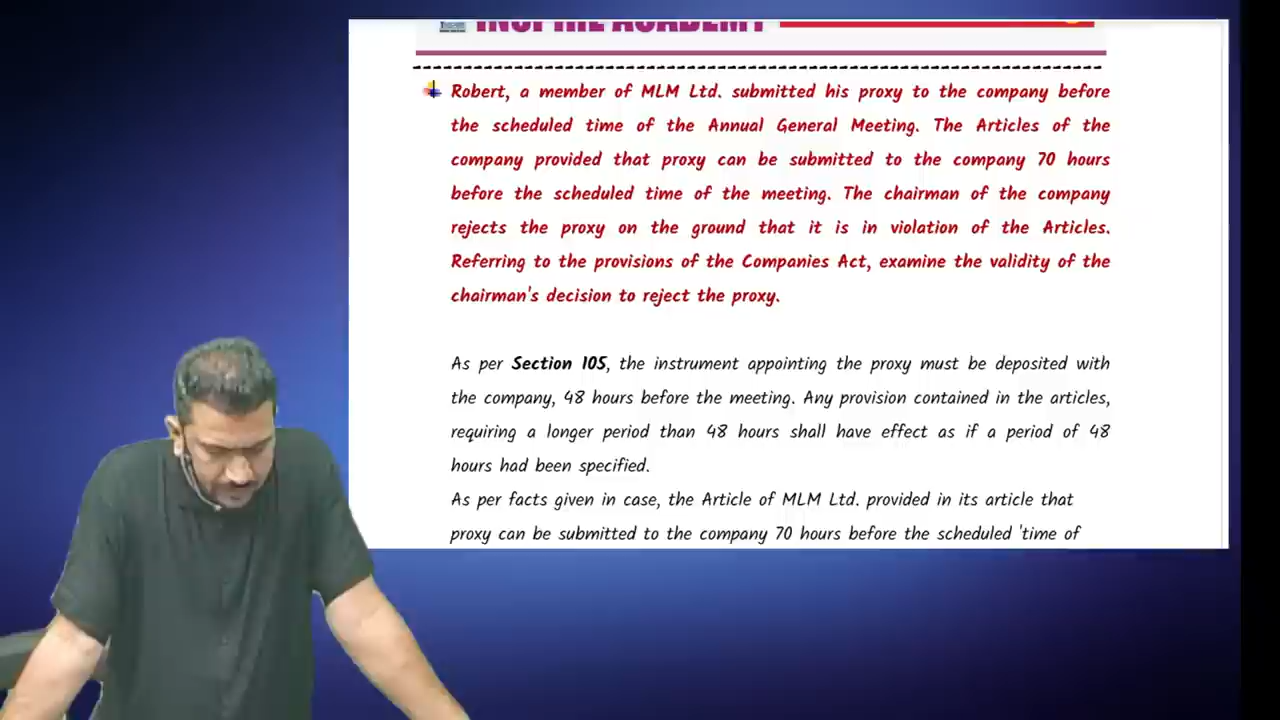 INSPIRE ACADEMY
Robert, a member of MLM Ltd. submitted his proxy to the company before
the scheduled time of the Annual General Meeting. The Articles of the
company provided that proxy can be submitted to the company 70 hours
before the scheduled time of the meeting. The chairman of the company
rejects the proxy on the ground that it is in violation of the Articles.
Referring to the provisions of the Companies Act, examine the validity of the
chairman's decision to reject the proxy.
As per Section 105, the instrument appointing the proxy must be deposited with
the company, 48 hours before the meeting. Any provision contained in the articles,
requiring a longer period than 48 hours shall have effect as if a period of 48
hours had been specified.
As per facts given in case, the Article of MLM Ltd. provided in its article that
proxy can be submitted to the company 70 hours before the scheduled 'time of